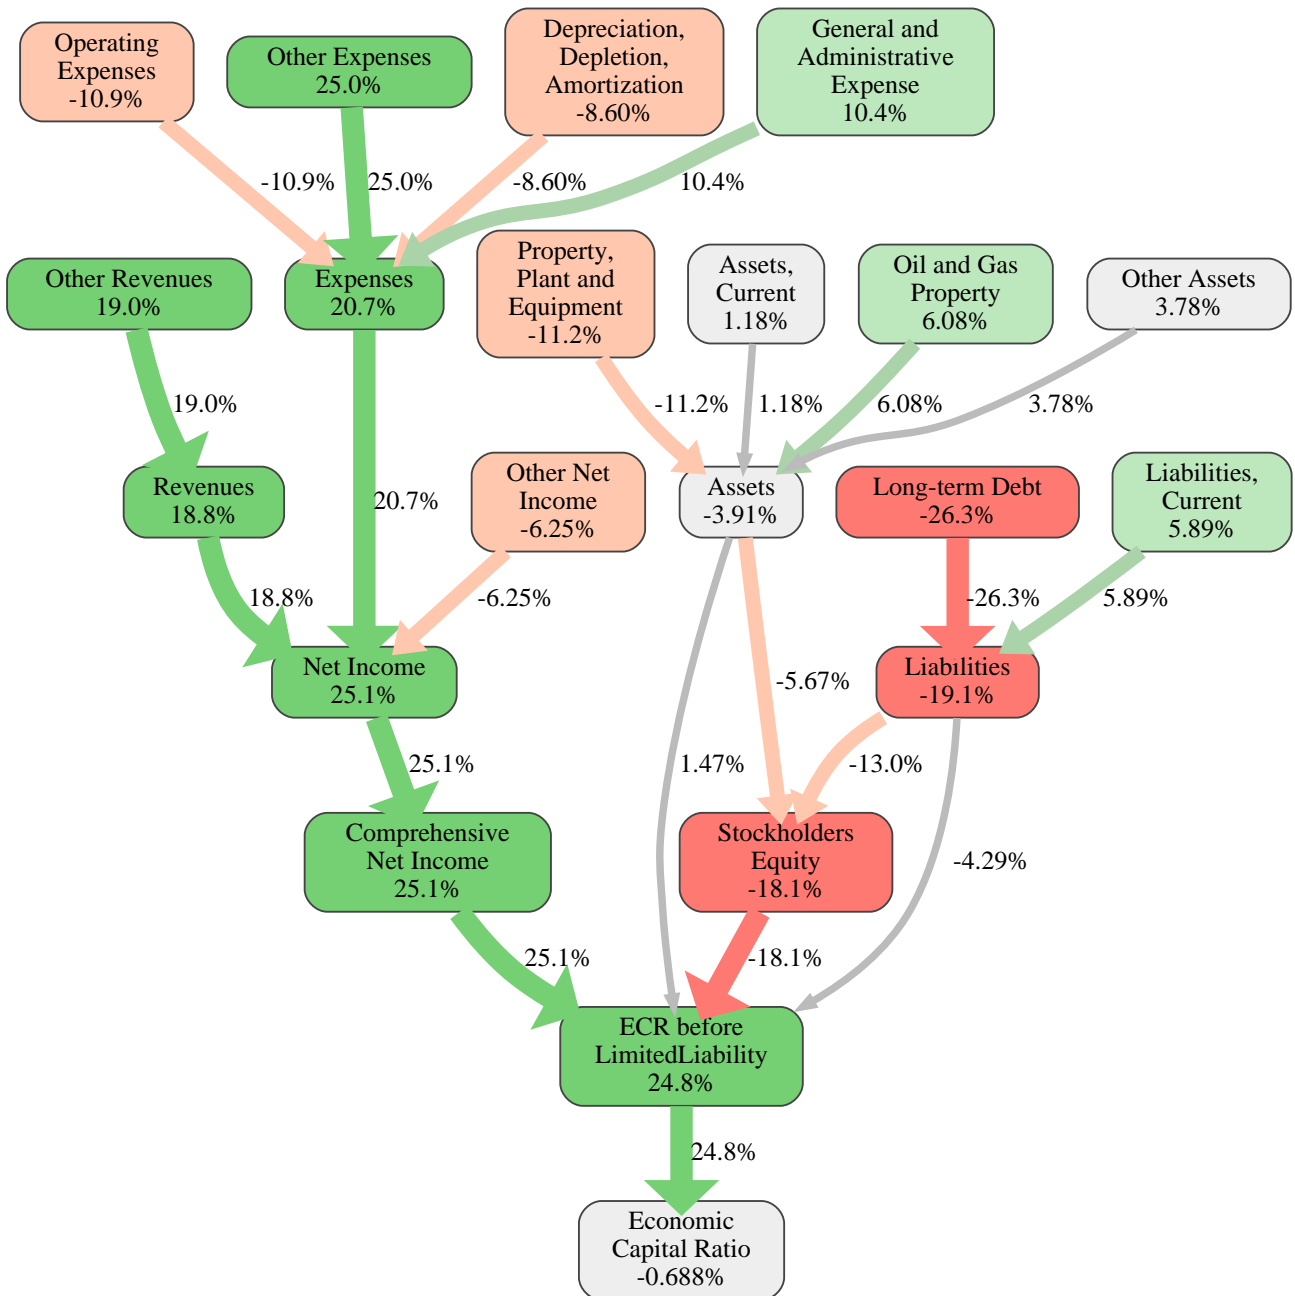 Operating
Expenses
-10.9%
Other Expenses
25.0%
Depreciation,
Depletion,
Amortization
-8.60%
General and
Administrative
Expense
10.4%
-10.9%
25.0%
-8.60%
10.4%
Other Revenues
19.0%
Expenses
20.7%
Property,
Plant and
Equipment
-11.2%
Assets,
Current
1.18%
Oil and Gas
Property
6.08%
Other Assets
3.78%
19.0%
-11.2%
1.18%
6.08%
3.78%
Revenues
18.8%
20.7%
Other Net
Income
-6.25%
Assets
-3.91%
Long-term Debt
-26.3%
Liabilities,
Current
5.89%
18.8%
-6.25%
-26.3%
5.89%
Net Income
25.1%
-5.67%
Liabilities
-19.1%
25.1%
1.47%
-13.0%
Comprehensive
Net Income
25.1%
Stockholders
Equity
-18.1%
-4.29%
25.1%
-18.1%
ECR before
LimitedLiability
24.8%
24.8%
Economic
Capital Ratio
-0.688%